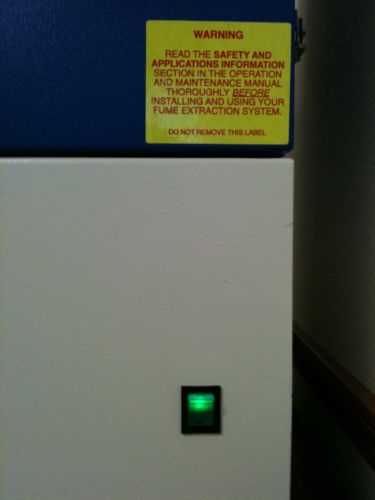 WARNING
READ THE SAFETY AND
APPLICATIONS INFORMATION
SECTION IN THE OPERATION
AND MAINTENANCE MANUAL
THOROUGHLY BEFORE
INSTALLING AND USING YOUR
FUME EXTRACTION SYSTEM.
DO NOT REMOVE THIS LABEL